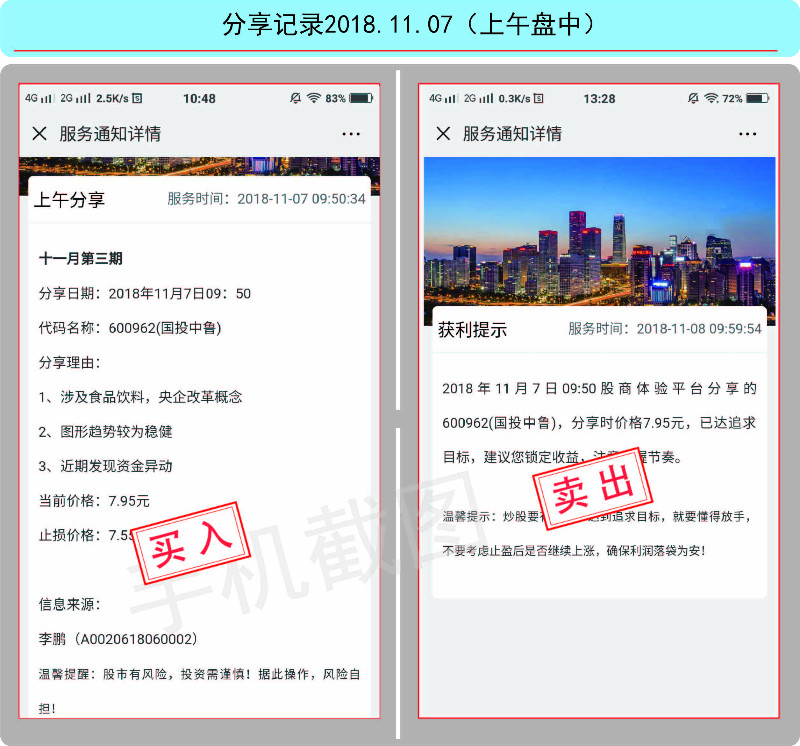 分享记录2018.11.07（上午盘中）
4G 2G 2.5K/s 10:48 83%
服务通知详情
上午分享 服务时间：2018-11-07 09:50:34
十一月第三期
分享日期：2018年11月7日09：50
代码名称：600962(国投中鲁)
分享理由：
1、涉及食品饮料，央企改革概念
2、图形趋势较为稳健
3、近期发现资金异动
当前价格：7.95元
止损价格：7.55
买入
信息来源：
李鹏（A0020618060002）
温馨提醒：股市有风险，投资需谨慎！据此操作，风险自
担！
4G 2G 0.3K/s 13:28 72%
服务通知详情
获利提示 服务时间：2018-11-08 09:59:54
2018年11月7日09:50股商体验平台分享的
600962(国投中鲁)，分享时价格7.95元，已达追求
目标，建议您锁定收益，注意 握节奏。
卖出
温馨提示：炒股要 达到追求目标，就要懂得放手，
不要考虑止盈后是否继续上涨，确保利润落袋为安！
手机截图